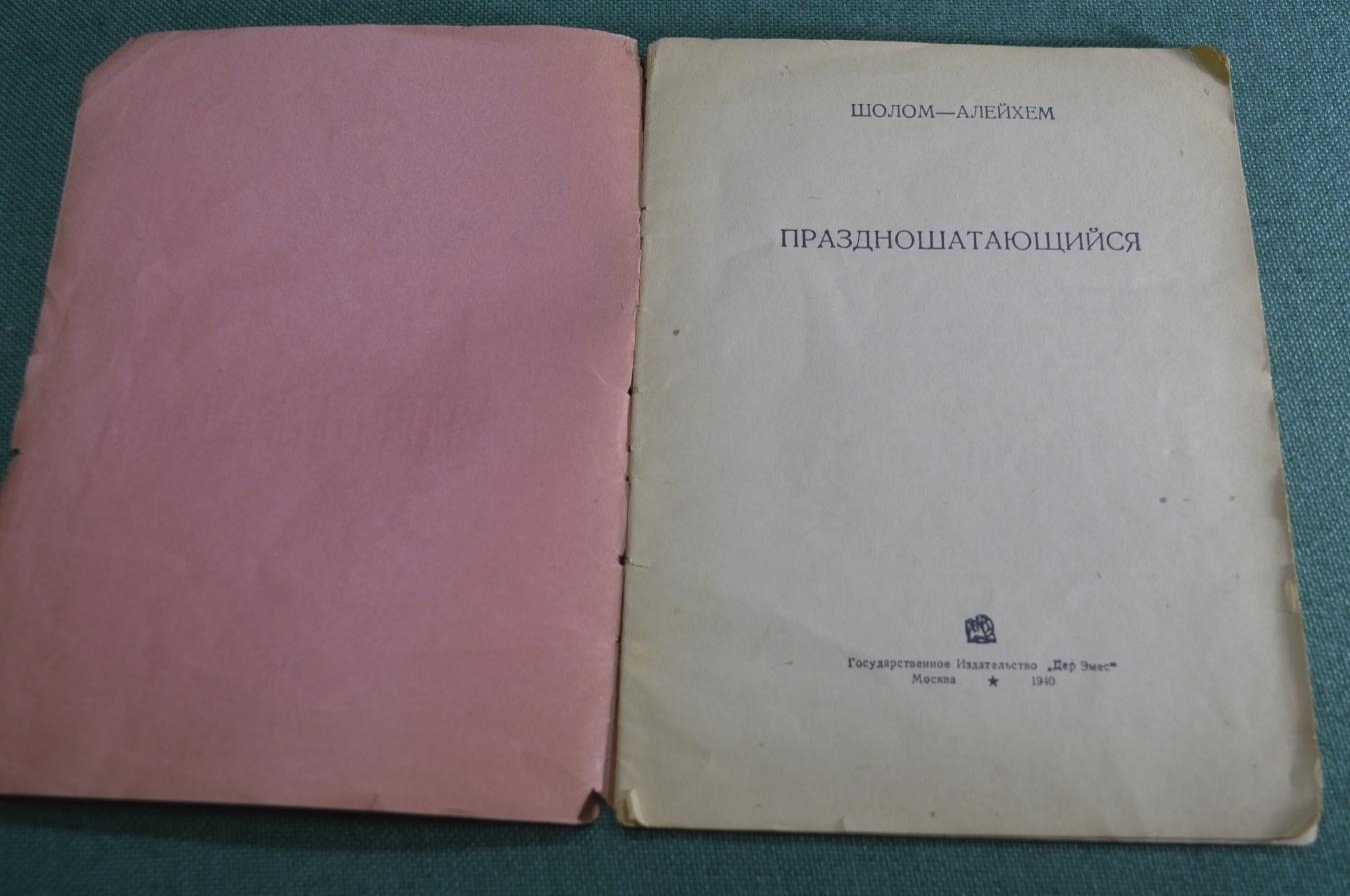 ШОЛОМ—АЛЕЙХЕМ
ПРАЗДНОШАТАЮЩИЙСЯ
Государственное Издательство „Дер Эмес“
Москва ★ 1940